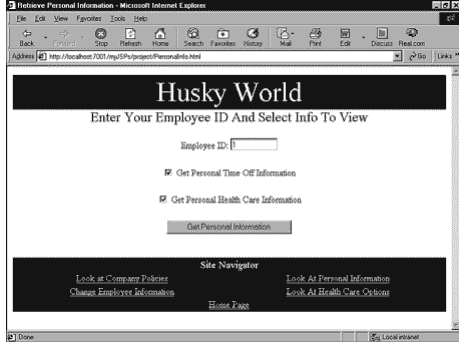 Retrieve Personal Information - Microsoft Internet Explorer
File Edit View Favorites Tools Help
Back Forward Stop Refresh Home Search Favorites History Mail Print Edit Discuss Real.com
Address http://localhost:7001/myJSPs/project/PersonalInfo.html Go Links
Husky World
Enter Your Employee ID And Select Info To View
Employee ID: 1
Get Personal Time Off Information
Get Personal Health Care Information
Get Personal Information
Site Navigator
Look at Company Policies Look At Personal Information
Change Employee Information Look At Health Care Options
Home Page
Done Local intranet